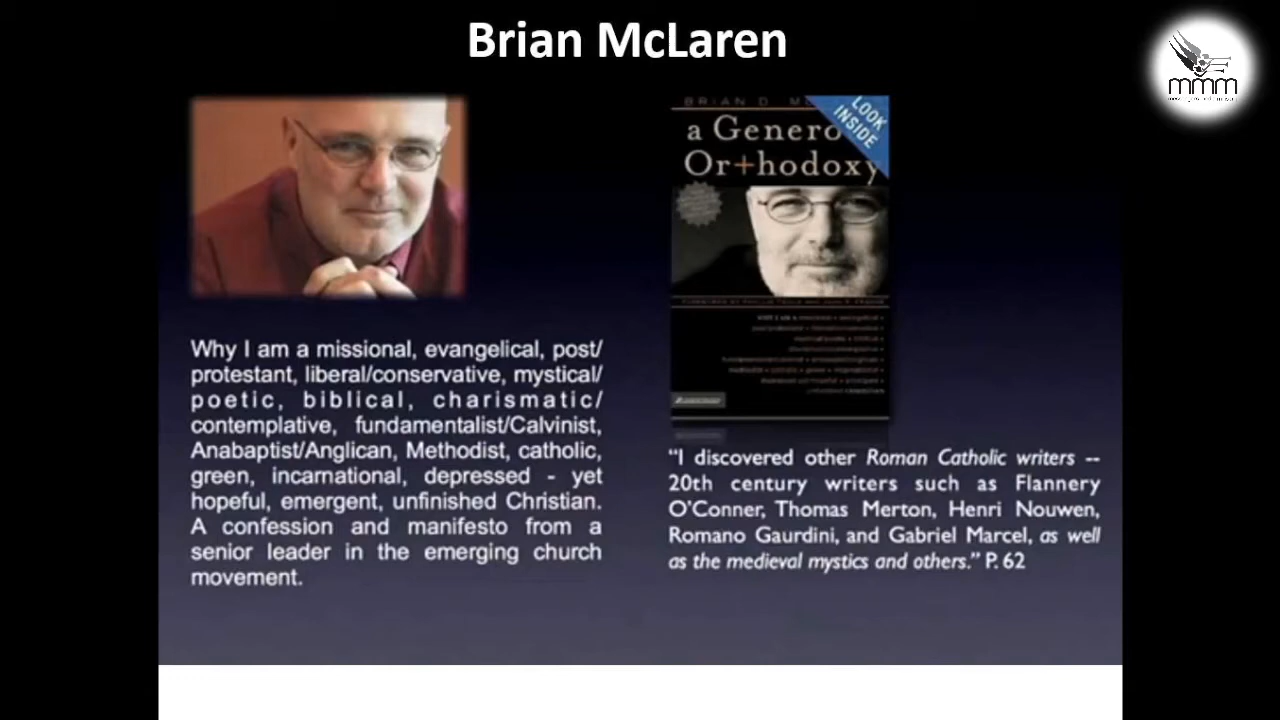 Brian McLaren
mmm
BRIAN D. M
LOOK
INSIDE
a Genero
Or+hodoxy
Why I am a missional, evangelical, post/
protestant, liberal/conservative, mystical/
poetic, biblical, charismatic/
contemplative, fundamentalist/Calvinist,
Anabaptist/Anglican, Methodist, catholic,
green, incarnational, depressed - yet
hopeful, emergent, unfinished Christian.
A confession and manifesto from a
senior leader in the emerging church
movement.
“I discovered other Roman Catholic writers --
20th century writers such as Flannery
O'Conner, Thomas Merton, Henri Nouwen,
Romano Gaurdini, and Gabriel Marcel, as well
as the medieval mystics and others.” P. 62